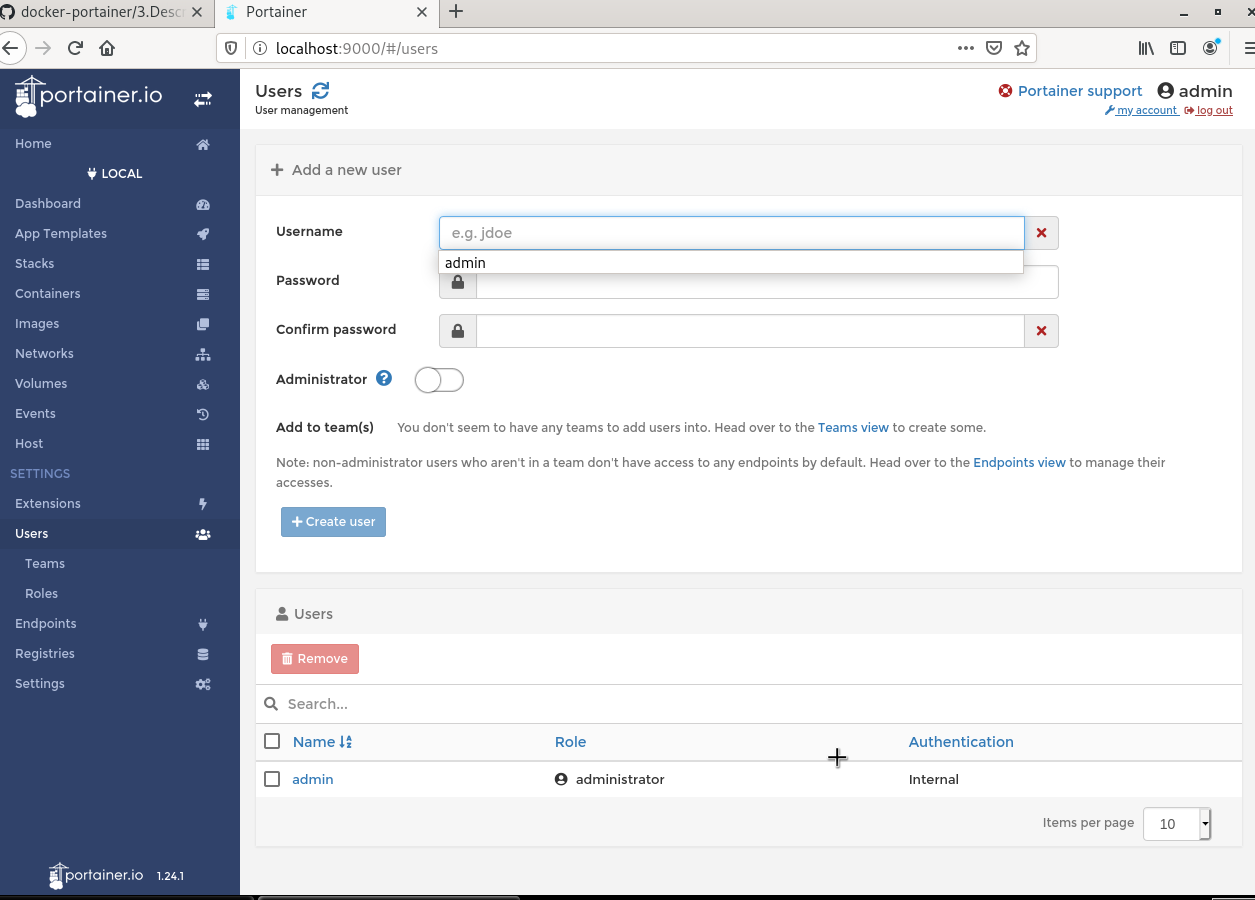 docker-portainer/3.Desc
Portainer
localhost:9000/#/users
portainer.io
Users
User management
Portainer support
admin
my account
log out
Home
LOCAL
Dashboard
App Templates
Stacks
Containers
Images
Networks
Volumes
Events
Host
SETTINGS
Extensions
Users
Teams
Roles
Endpoints
Registries
Settings
portainer.io 1.24.1
+ Add a new user
Username
e.g. jdoe
admin
Password
Confirm password
Administrator ?
Add to team(s) You don't seem to have any teams to add users into. Head over to the Teams view to create some.
Note: non-administrator users who aren't in a team don't have access to any endpoints by default. Head over to the Endpoints view to manage their
accesses.
+ Create user
Users
Remove
Search...
Name Role Authentication
admin administrator Internal
Items per page 10